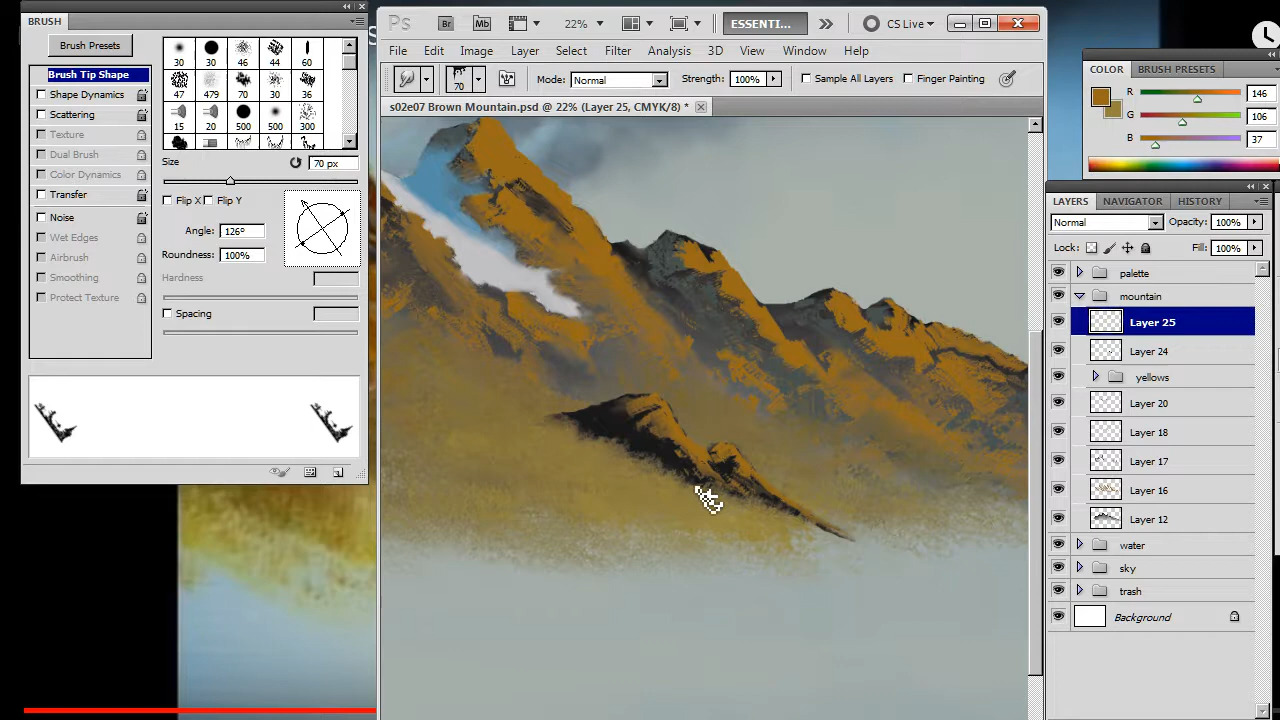 BRUSH
Brush Presets
Brush Tip Shape
Shape Dynamics
Scattering
Texture
Dual Brush
Color Dynamics
Transfer
Noise
Wet Edges
Airbrush
Smoothing
Protect Texture
30 30 46 44 60
47 479 70 30 36
15 20 500 500 300
Size
70 px
Flip X Flip Y
Angle: 126°
Roundness: 100%
Hardness
Spacing
Ps Br Mb 22% ESSENTI... CS Live
File Edit Image Layer Select Filter Analysis 3D View Window Help
70 Mode: Normal Strength: 100% Sample All Layers Finger Painting
s02e07 Brown Mountain.psd @ 22% (Layer 25, CMYK/8) *
COLOR BRUSH PRESETS
R 146
G 106
B 37
LAYERS NAVIGATOR HISTORY
Normal Opacity: 100%
Lock: Fill: 100%
palette
mountain
Layer 25
Layer 24
yellows
Layer 20
Layer 18
Layer 17
Layer 16
Layer 12
water
sky
trash
Background